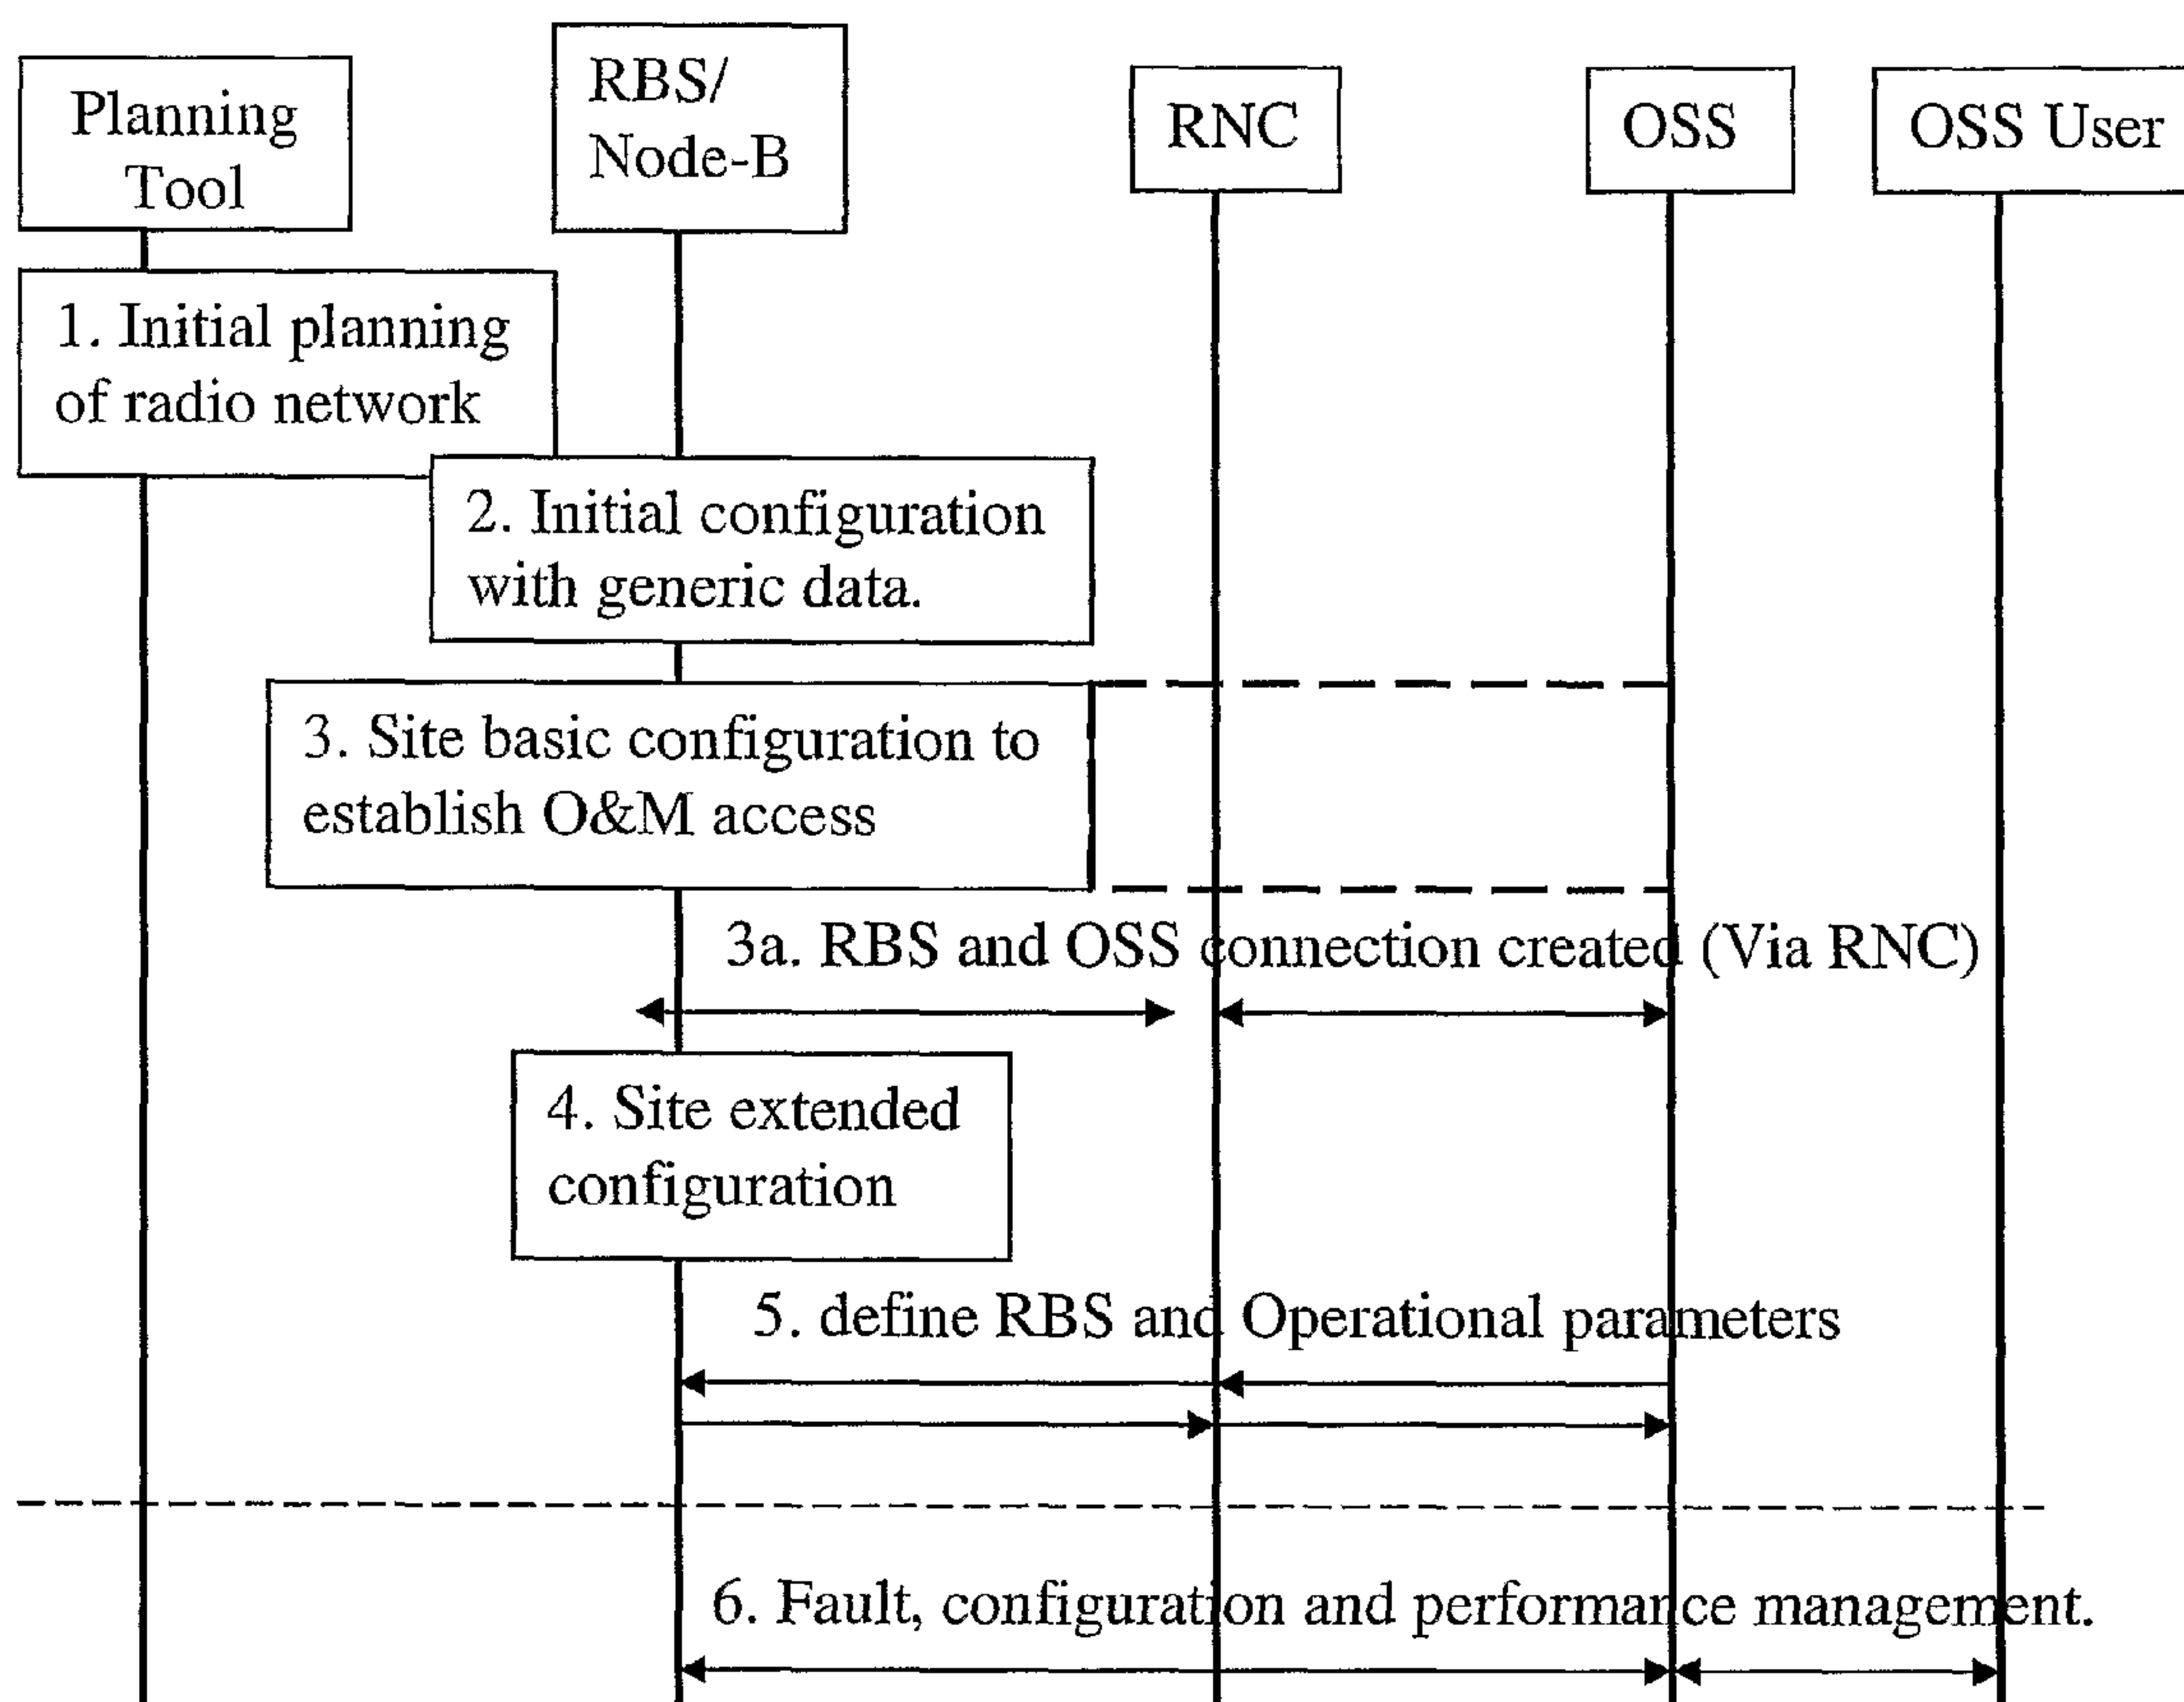 Planning
Tool
RBS/
Node-B
RNC
OSS
OSS User
1. Initial planning
of radio network
2. Initial configuration
with generic data.
3. Site basic configuration to
establish O&M access
3a. RBS and OSS connection created (Via RNC)
4. Site extended
configuration
5. define RBS and Operational parameters
6. Fault, configuration and performance management.